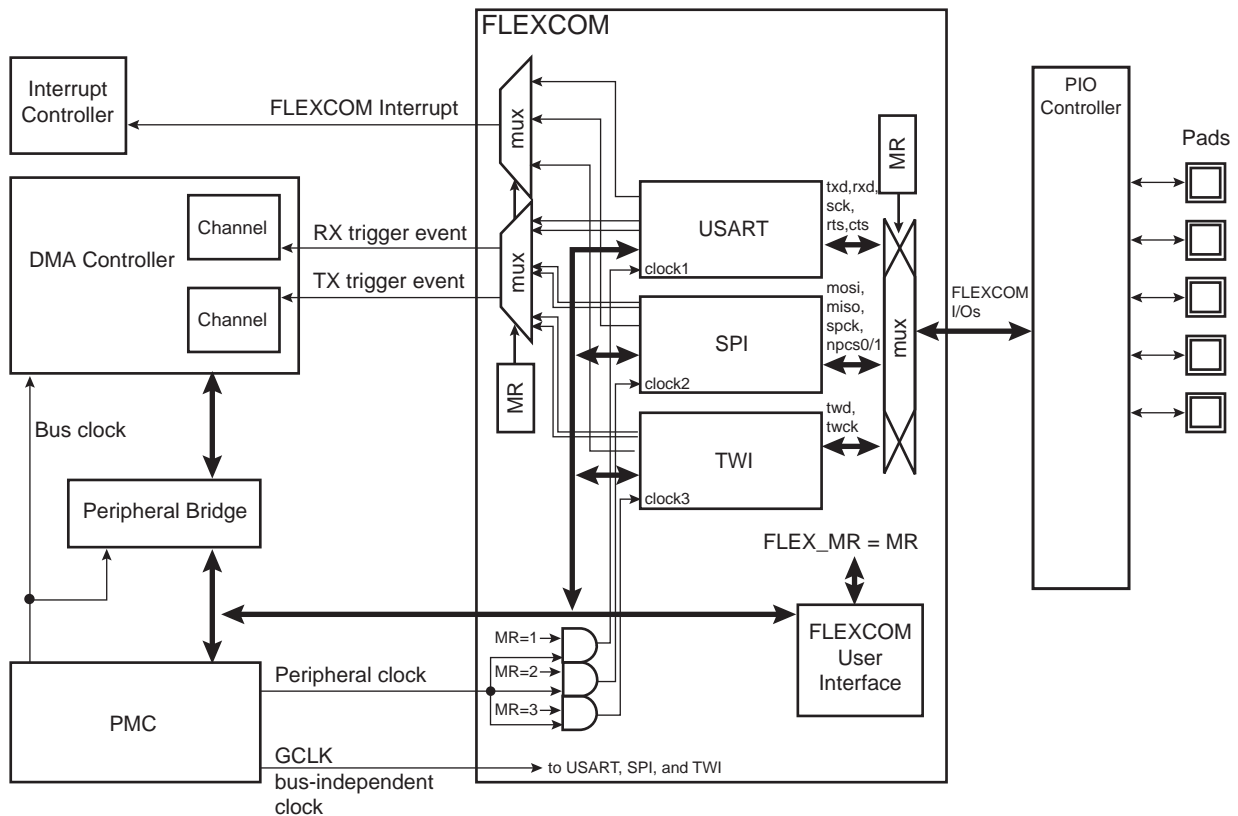 FLEXCOM
Interrupt
Controller
FLEXCOM Interrupt
mux
MR
PIO
Controller
Pads
DMA Controller
Channel
Channel
RX trigger event
TX trigger event
mux
MR
USART
clock1
txd,rxd,
sck,
rts,cts
SPI
clock2
mosi,
miso,
spck,
npcs0/1
TWI
clock3
twd,
twck
mux
FLEXCOM
I/Os
Bus clock
Peripheral Bridge
FLEX_MR = MR
FLEXCOM
User
Interface
MR=1
MR=2
MR=3
Peripheral clock
PMC
GCLK
bus-independent
clock
to USART, SPI, and TWI